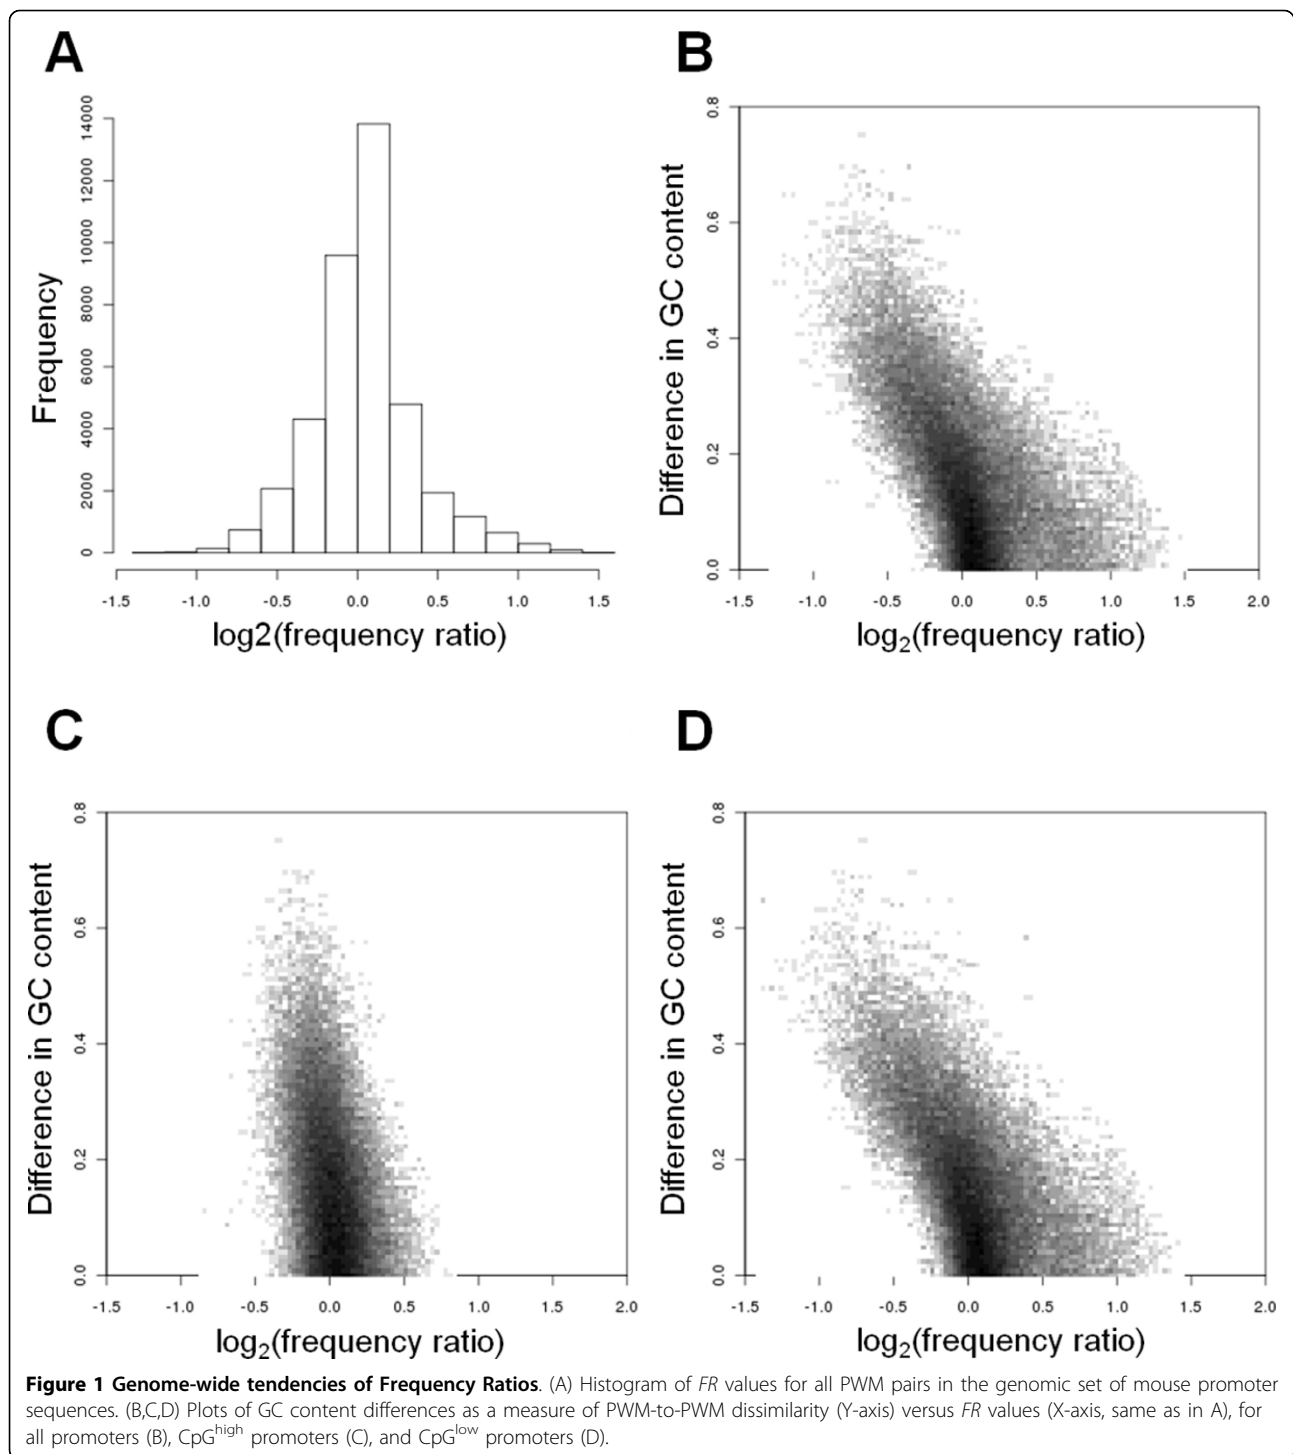 A
Frequency
14000
12000
10000
8000
6000
4000
2000
0
-1.5 -1.0 -0.5 0.0 0.5 1.0 1.5
log2(frequency ratio)
B
Difference in GC content
0.8
0.6
0.4
0.2
0.0
-1.5 -1.0 -0.5 0.0 0.5 1.0 1.5 2.0
log2(frequency ratio)
C
Difference in GC content
0.8
0.6
0.4
0.2
0.0
-1.5 -1.0 -0.5 0.0 0.5 1.0 1.5 2.0
log2(frequency ratio)
D
Difference in GC content
0.8
0.6
0.4
0.2
0.0
-1.5 -1.0 -0.5 0.0 0.5 1.0 1.5 2.0
log2(frequency ratio)
Figure 1 Genome-wide tendencies of Frequency Ratios. (A) Histogram of FR values for all PWM pairs in the genomic set of mouse promoter
sequences. (B,C,D) Plots of GC content differences as a measure of PWM-to-PWM dissimilarity (Y-axis) versus FR values (X-axis, same as in A), for
all promoters (B), CpGhigh promoters (C), and CpGlow promoters (D).